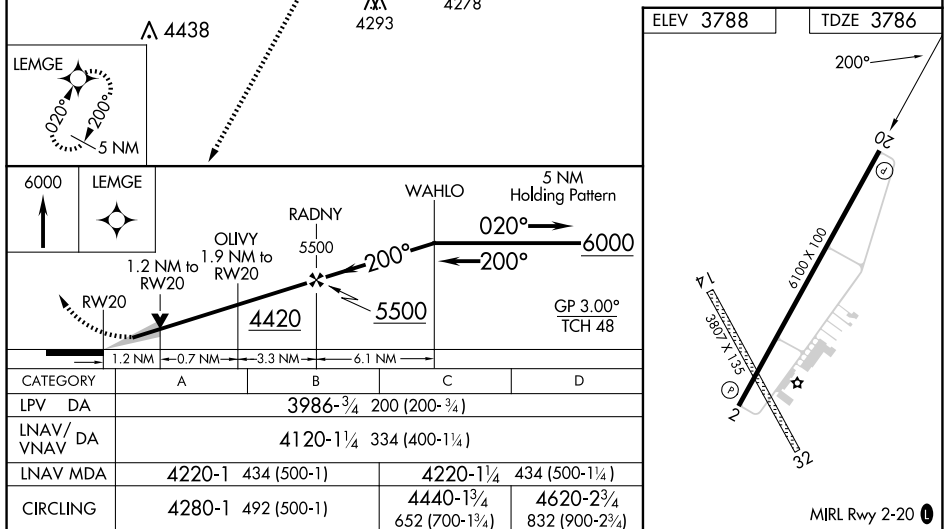 4438
4293
4278
LEMGE
020°
200°
5 NM
6000
LEMGE
WAHLO
5 NM
Holding Pattern
RADNY
5500
020°
6000
200°
200°
OLIVY
1.9 NM to
RW20
1.2 NM to
RW20
RW20
4420
5500
GP 3.00°
TCH 48
1.2 NM
0.7 NM
3.3 NM
6.1 NM
CATEGORY A B C D
LPV DA 3986-¾ 200 (200-¾)
LNAV/VNAV DA 4120-1¼ 334 (400-1¼)
LNAV MDA 4220-1 434 (500-1) 4220-1¼ 434 (500-1¼)
CIRCLING 4280-1 492 (500-1) 4440-1¾ 652 (700-1¾) 4620-2¾ 832 (900-2¾)
ELEV 3788
TDZE 3786
200°
20
P
6100 X 100
14
3807 X 135
P
2
32
MIRL Rwy 2-20 L